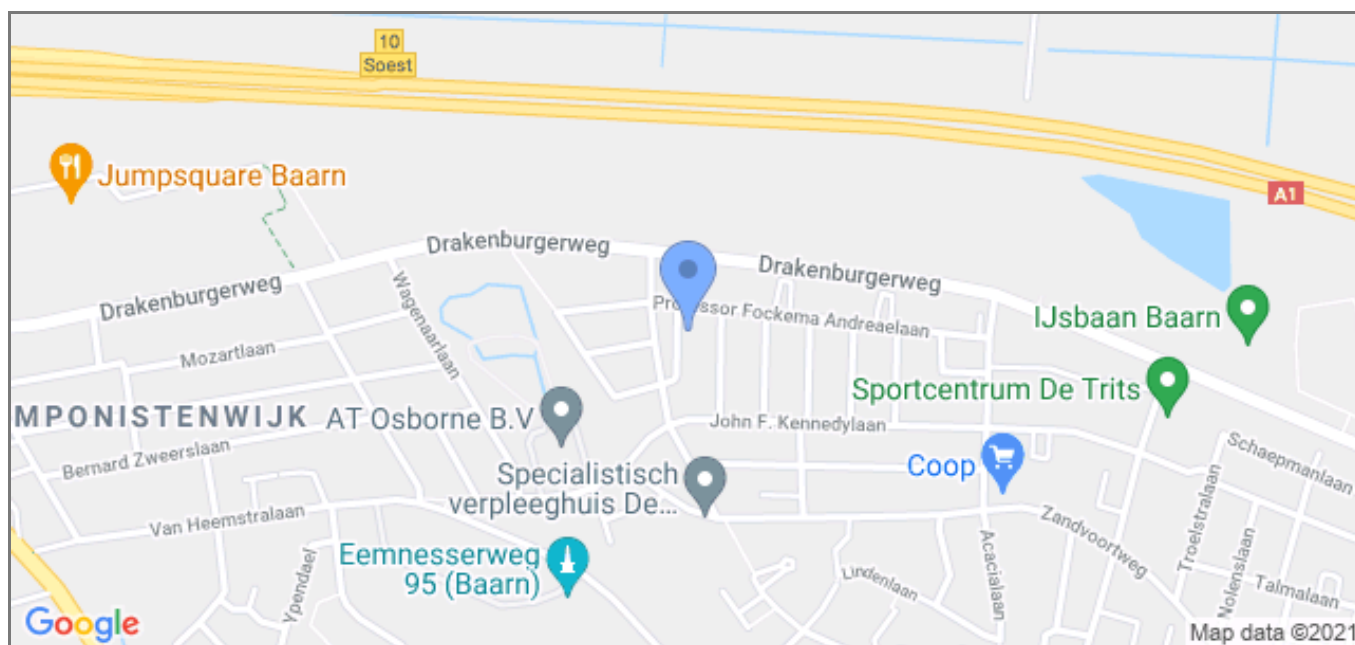 10
Soest
A1
Jumpsquare Baarn
Drakenburgerweg
Drakenburgerweg
Drakenburgerweg
Wagenaarlaan
Professor Fockema Andreaelaan
IJsbaan Baarn
Mozartlaan
Sportcentrum De Trits
MPONISTENWIJK
AT Osborne B.V
John F. Kennedylaan
Bernard Zweerslaan
Schaepmanlaan
Coop
Specialistisch
verpleeghuis De...
Van Heemstralaan
Zandvoortweg
Troelstralaan
Eemnesserweg
95 (Baarn)
Ypendael
Acacialaan
Lindenlaan
Nolenslaan
Talmalaan
Google
Map data ©2021